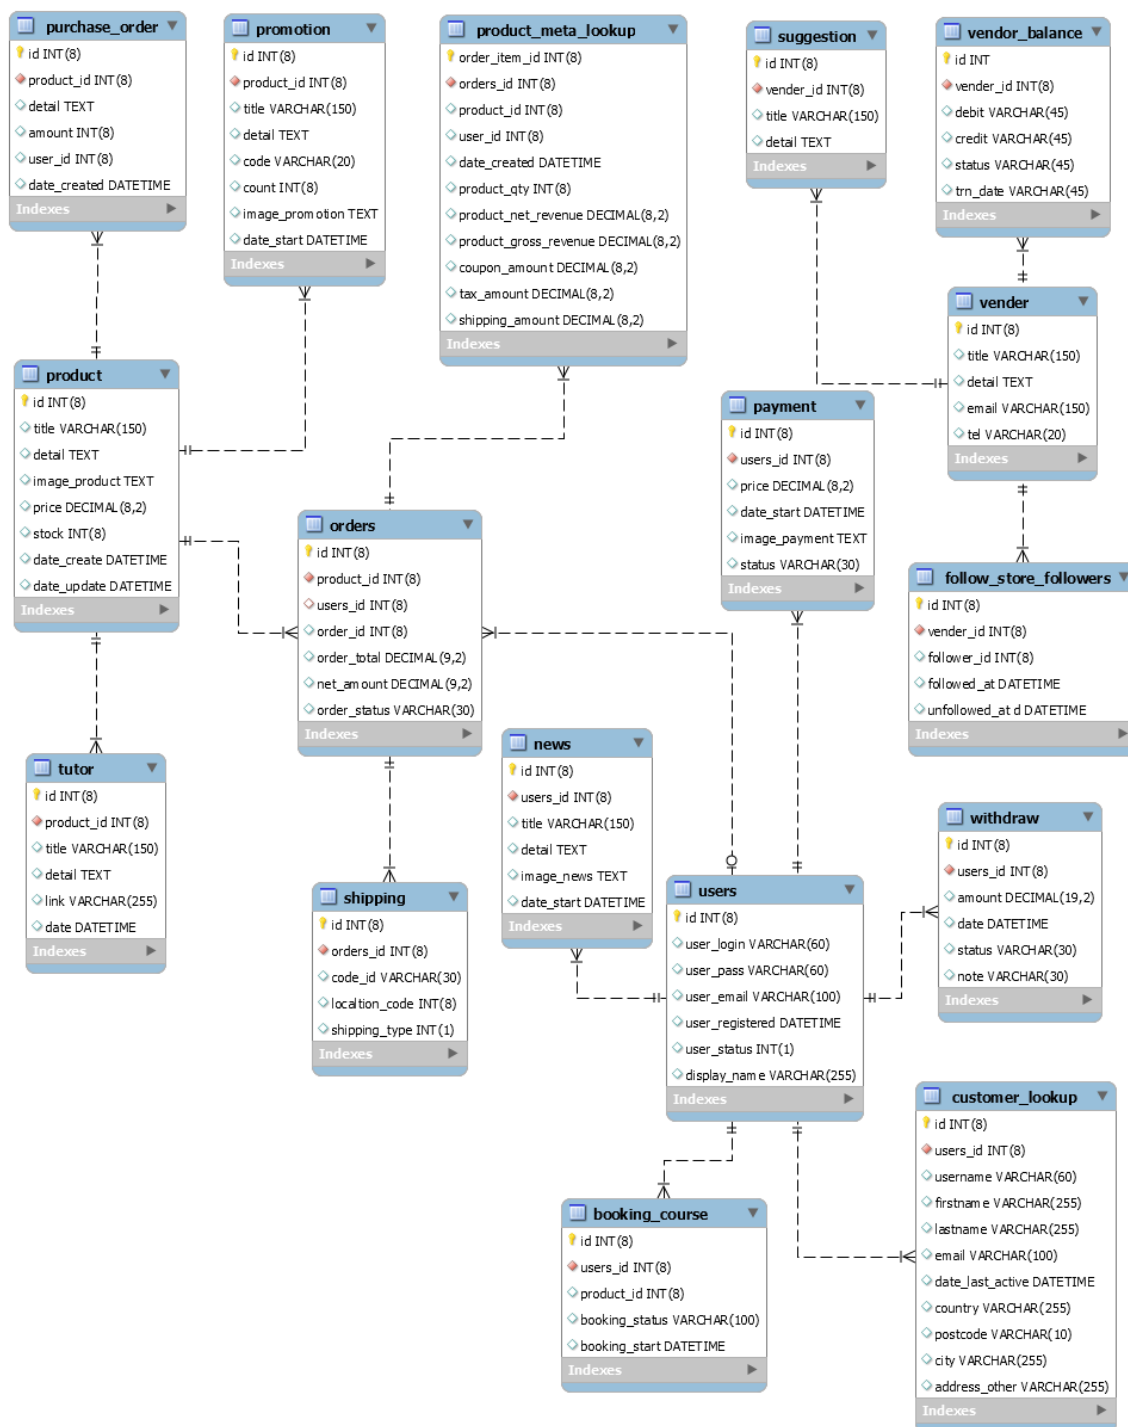 purchase_order
id INT(8)
product_id INT(8)
detail TEXT
amount INT(8)
user_id INT(8)
date_created DATETIME
Indexes
promotion
id INT(8)
product_id INT(8)
title VARCHAR(150)
detail TEXT
code VARCHAR(20)
count INT(8)
image_promotion TEXT
date_start DATETIME
Indexes
product_meta_lookup
order_item_id INT(8)
orders_id INT(8)
product_id INT(8)
user_id INT(8)
date_created DATETIME
product_qty INT(8)
product_net_revenue DECIMAL(8,2)
product_gross_revenue DECIMAL(8,2)
coupon_amount DECIMAL(8,2)
tax_amount DECIMAL(8,2)
shipping_amount DECIMAL(8,2)
Indexes
suggestion
id INT(8)
vender_id INT(8)
title VARCHAR(150)
detail TEXT
Indexes
vendor_balance
id INT
vender_id INT(8)
debit VARCHAR(45)
credit VARCHAR(45)
status VARCHAR(45)
trn_date VARCHAR(45)
Indexes
vender
id INT(8)
title VARCHAR(150)
detail TEXT
email VARCHAR(150)
tel VARCHAR(20)
Indexes
product
id INT(8)
title VARCHAR(150)
detail TEXT
image_product TEXT
price DECIMAL(8,2)
stock INT(8)
date_create DATETIME
date_update DATETIME
Indexes
payment
id INT(8)
users_id INT(8)
price DECIMAL(8,2)
date_start DATETIME
image_payment TEXT
status VARCHAR(30)
Indexes
orders
id INT(8)
product_id INT(8)
users_id INT(8)
order_id INT(8)
order_total DECIMAL(9,2)
net_amount DECIMAL(9,2)
order_status VARCHAR(30)
Indexes
follow_store_followers
id INT(8)
vender_id INT(8)
follower_id INT(8)
followed_at DATETIME
unfollowed_at d DATETIME
Indexes
tutor
id INT(8)
product_id INT(8)
title VARCHAR(150)
detail TEXT
link VARCHAR(255)
date DATETIME
Indexes
news
id INT(8)
users_id INT(8)
title VARCHAR(150)
detail TEXT
image_news TEXT
date_start DATETIME
Indexes
shipping
id INT(8)
orders_id INT(8)
code_id VARCHAR(30)
localtion_code INT(8)
shipping_type INT(1)
Indexes
users
id INT(8)
user_login VARCHAR(60)
user_pass VARCHAR(60)
user_email VARCHAR(100)
user_registered DATETIME
user_status INT(1)
display_name VARCHAR(255)
Indexes
withdraw
id INT(8)
users_id INT(8)
amount DECIMAL(19,2)
date DATETIME
status VARCHAR(30)
note VARCHAR(30)
Indexes
customer_lookup
id INT(8)
users_id INT(8)
username VARCHAR(60)
firstname VARCHAR(255)
lastname VARCHAR(255)
email VARCHAR(100)
date_last_active DATETIME
country VARCHAR(255)
postcode VARCHAR(10)
city VARCHAR(255)
address_other VARCHAR(255)
Indexes
booking_course
id INT(8)
users_id INT(8)
product_id INT(8)
booking_status VARCHAR(100)
booking_start DATETIME
Indexes